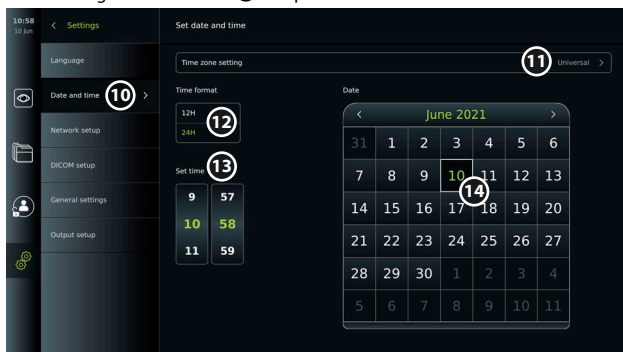 10:58
10 Jun
Settings
Set date and time
Language
Time zone setting
11
Universal
Date and time
10
Time format
Date
12H
24H
12
June 2021
Network setup
31 1 2 3 4 5 6
DICOM setup
Set time
13
7 8 9 10 11 12 13
14
General settings
9 57
10 58
11 59
14 15 16 17 18 19 20
Output setup
21 22 23 24 25 26 27
28 29 30 1 2 3 4
5 6 7 8 9 10 11